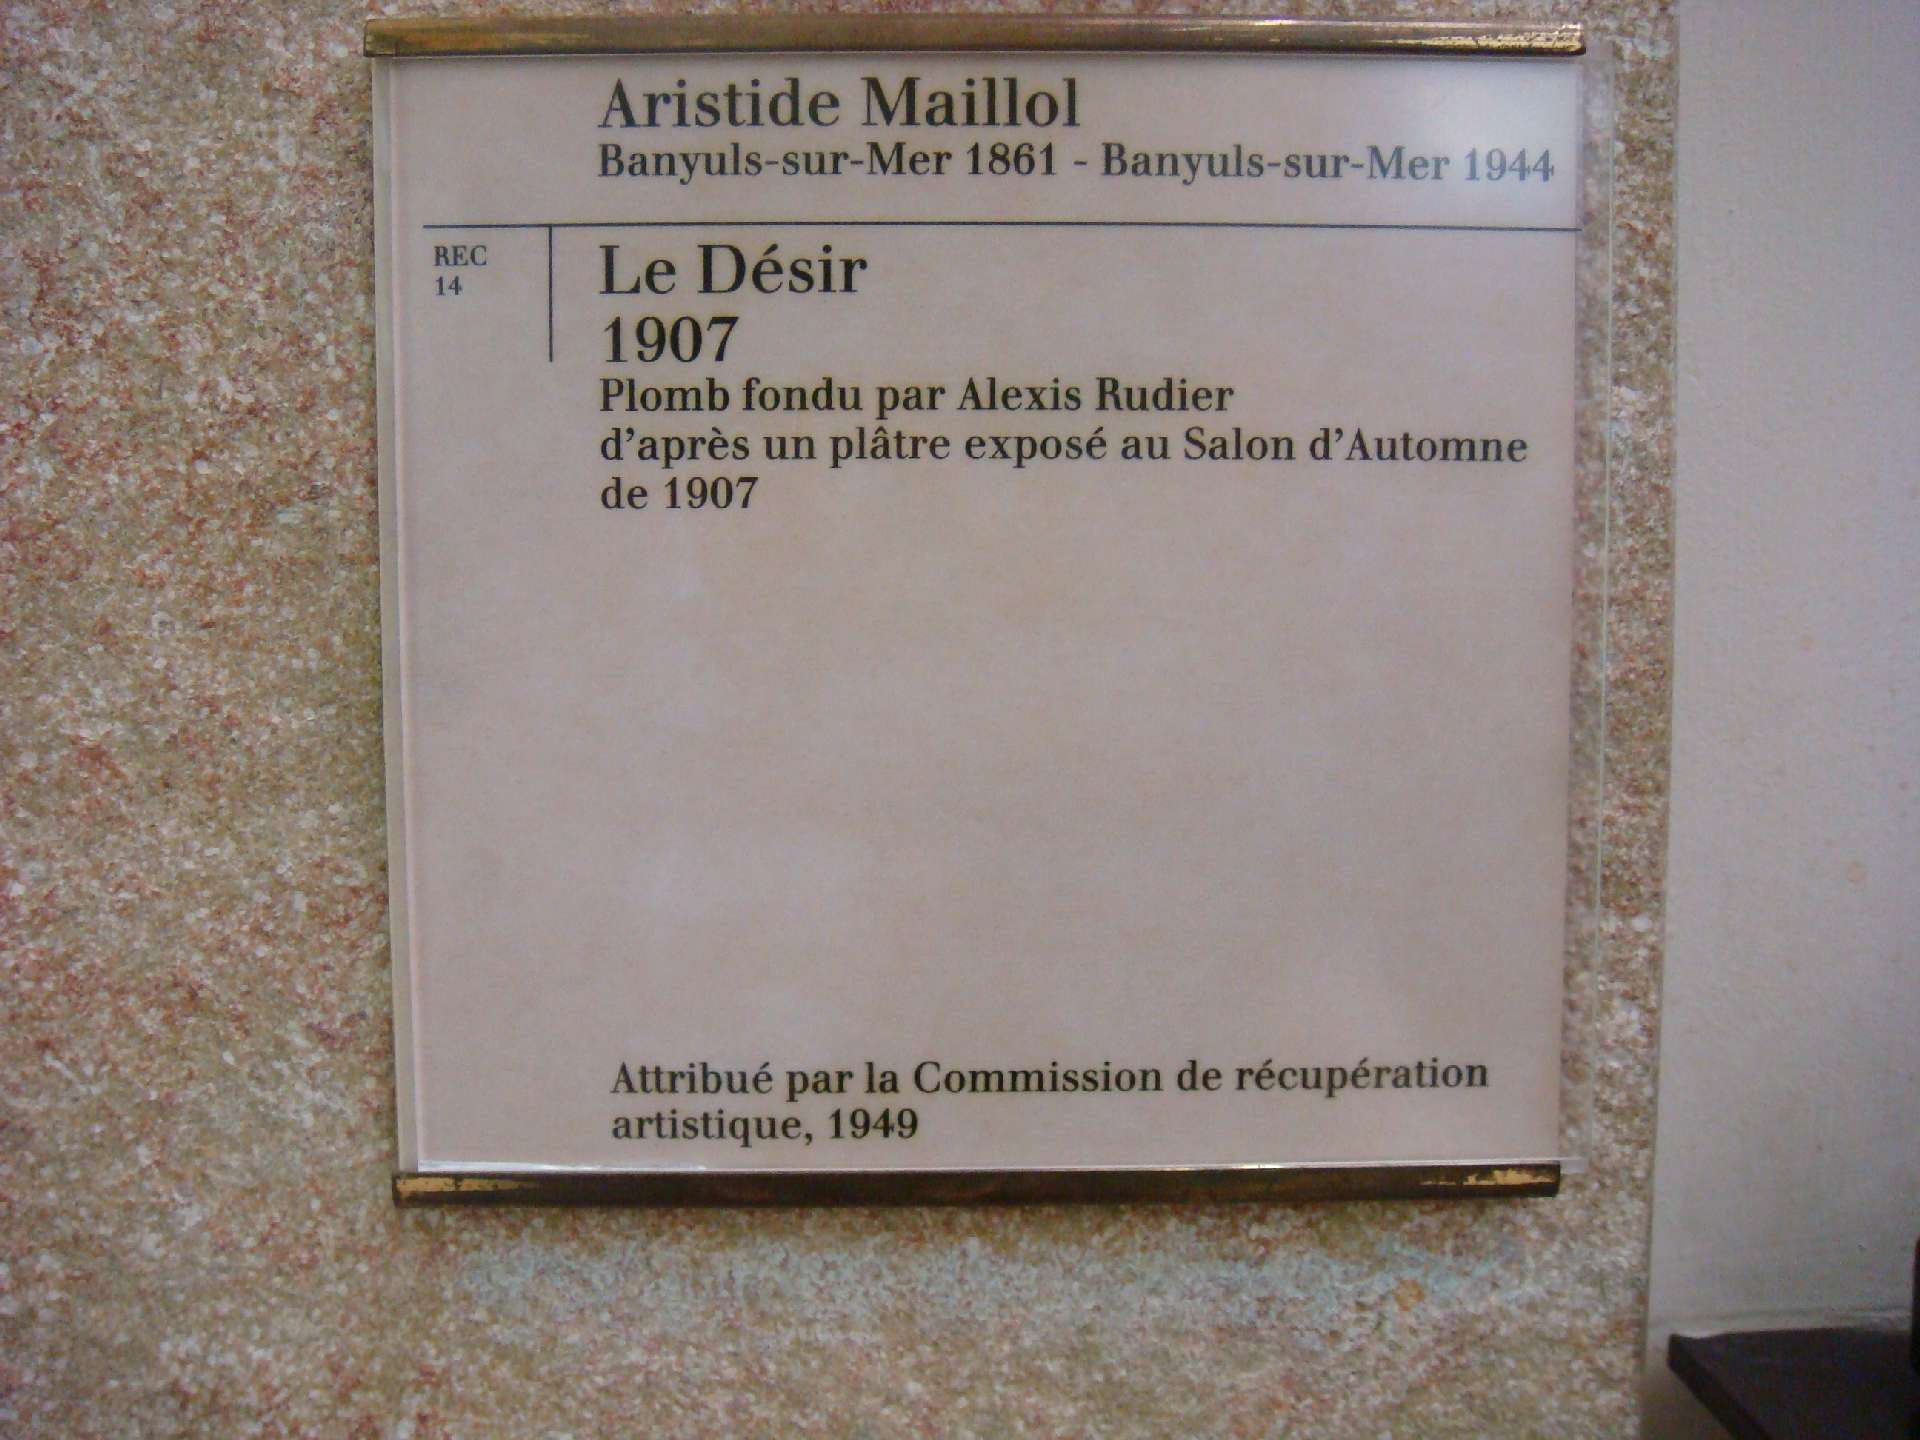 Aristide Maillol
Banyuls-sur-Mer 1861 - Banyuls-sur-Mer 1944
REC
14
Le Désir
1907
Plomb fondu par Alexis Rudier
d'après un plâtre exposé au Salon d'Automne
de 1907
Attribué par la Commission de récupération
artistique, 1949